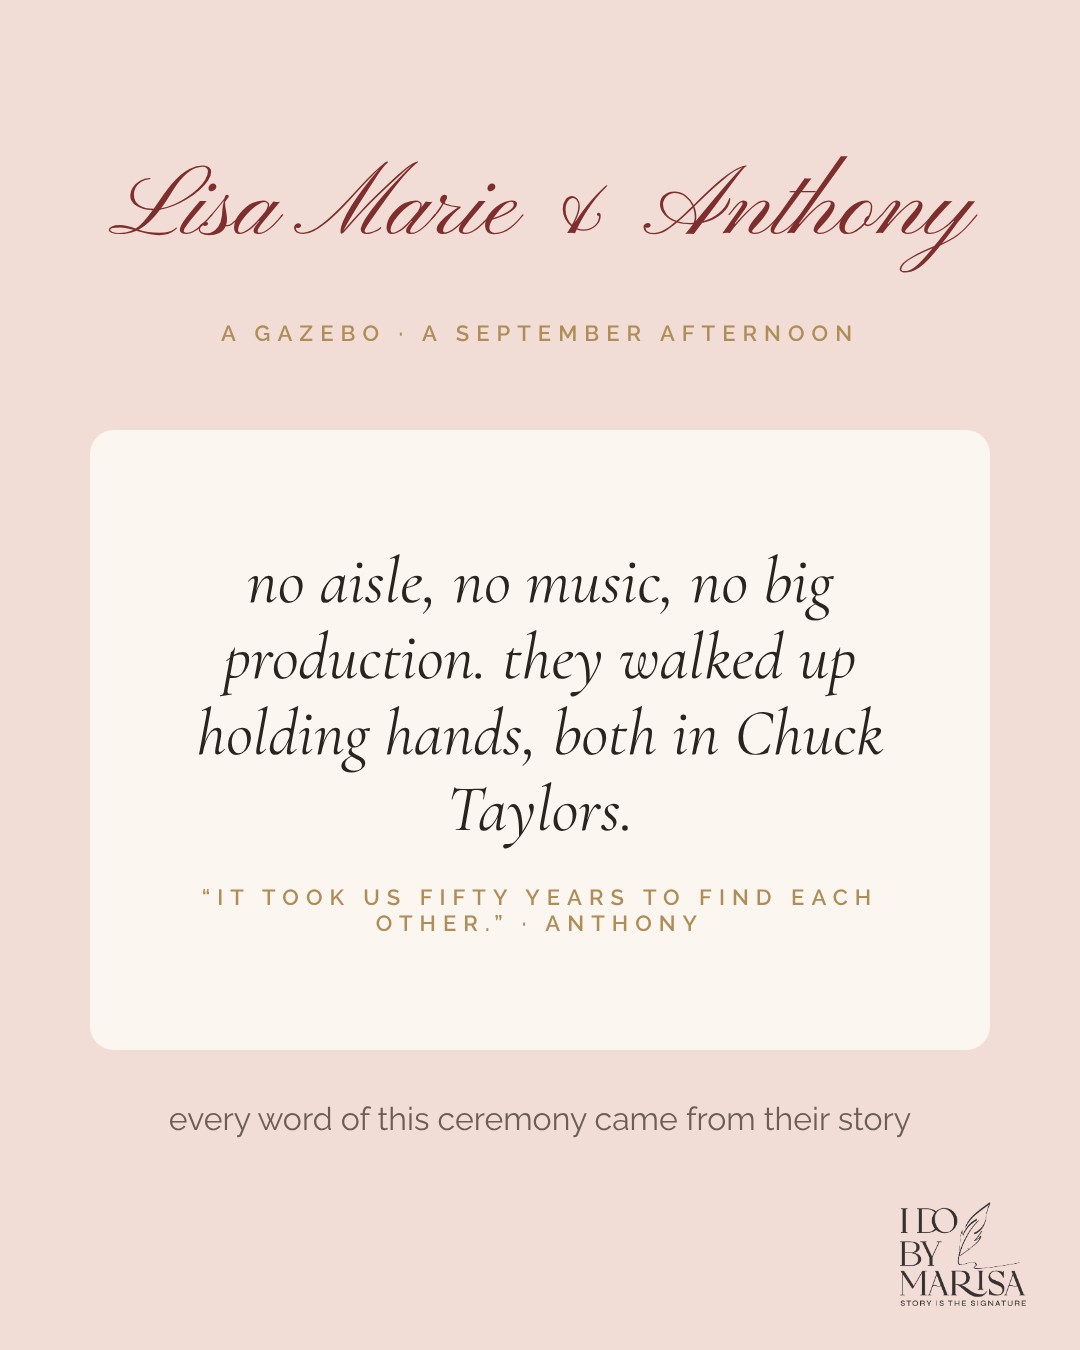 Lisa Marie & Anthony
A GAZEBO · A SEPTEMBER AFTERNOON
no aisle, no music, no big
production. they walked up
holding hands, both in Chuck
Taylors.
“IT TOOK US FIFTY YEARS TO FIND EACH
OTHER.” · ANTHONY
every word of this ceremony came from their story
I DO
BY
MARISA
STORY IS THE SIGNATURE